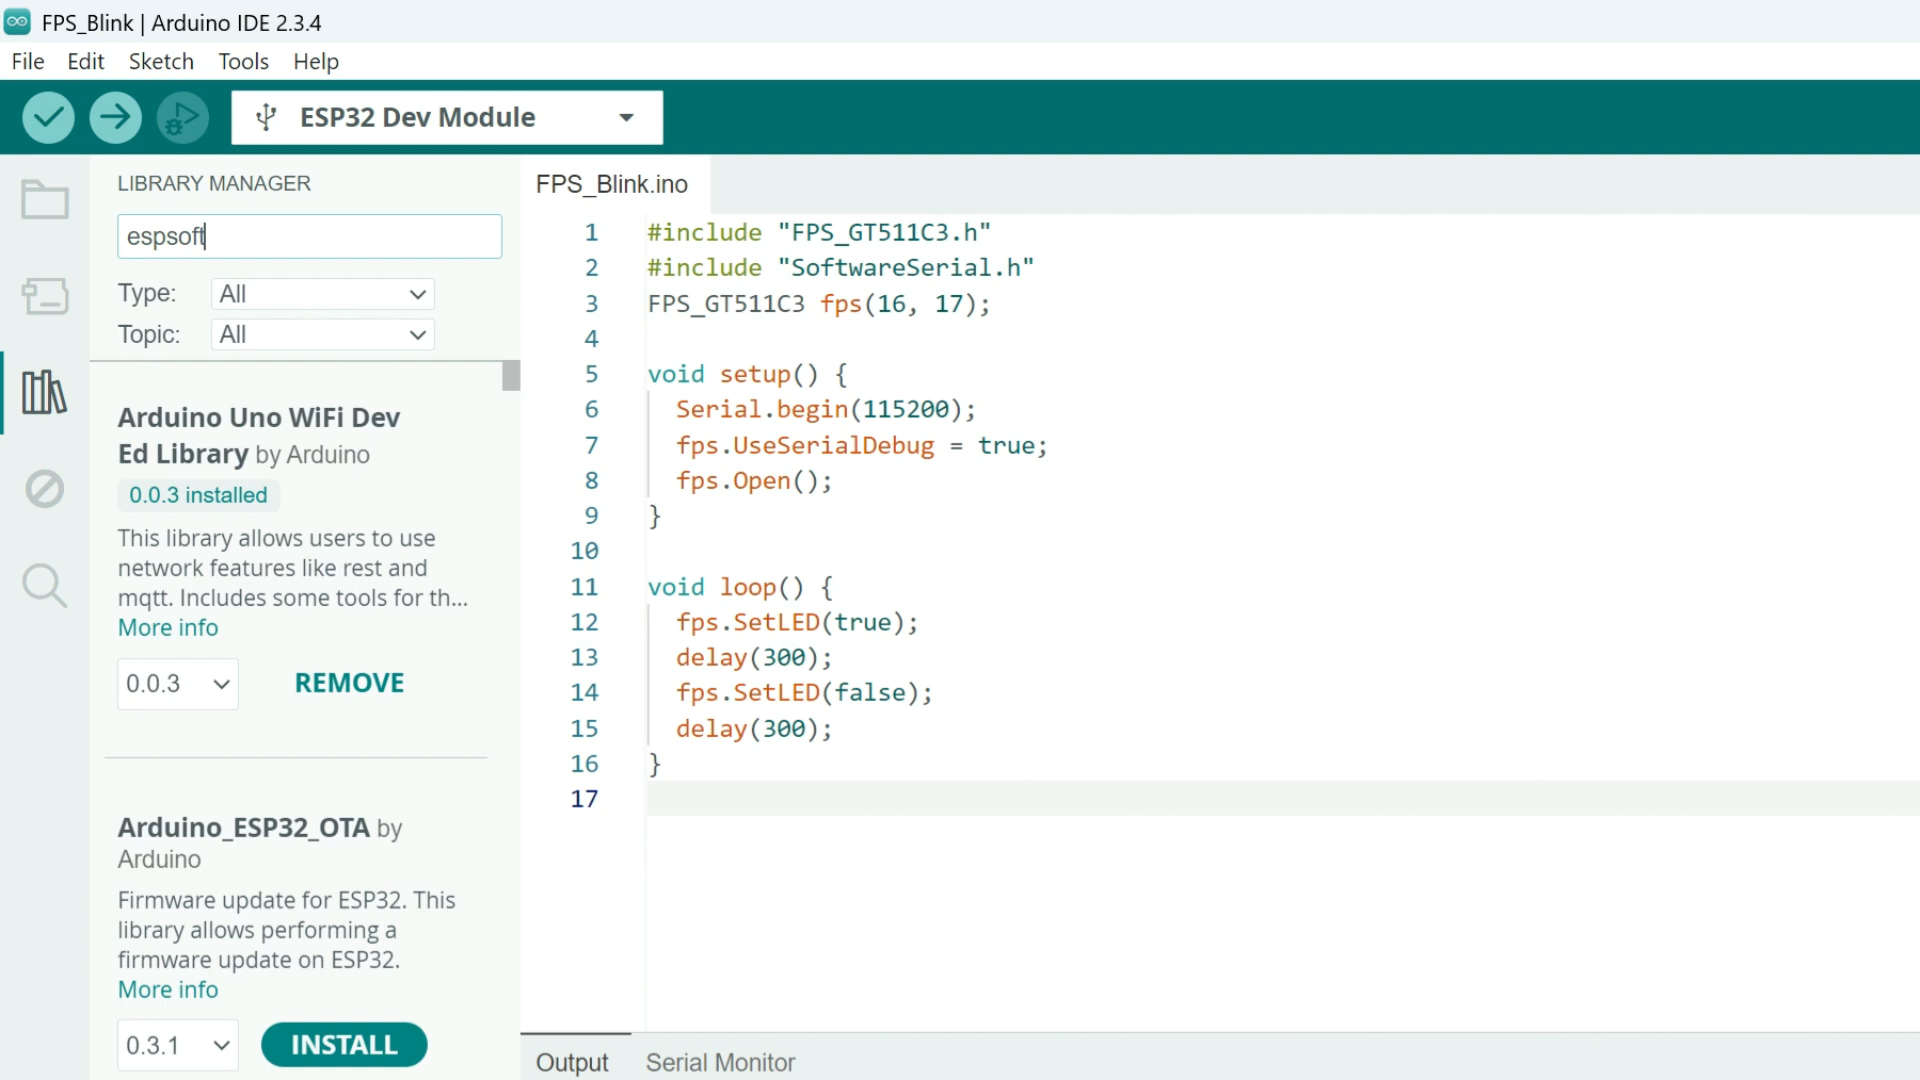 FPS_Blink | Arduino IDE 2.3.4
File Edit Sketch Tools Help
ESP32 Dev Module
LIBRARY MANAGER
espsoft
Type: All
Topic: All
Arduino Uno WiFi Dev
Ed Library by Arduino
0.0.3 installed
This library allows users to use
network features like rest and
mqtt. Includes some tools for th...
More info
0.0.3 REMOVE
Arduino_ESP32_OTA by
Arduino
Firmware update for ESP32. This
library allows performing a
firmware update on ESP32.
More info
0.3.1 INSTALL
FPS_Blink.ino
1 #include "FPS_GT511C3.h"
2 #include "SoftwareSerial.h"
3 FPS_GT511C3 fps(16, 17);
4
5 void setup() {
6 Serial.begin(115200);
7 fps.UseSerialDebug = true;
8 fps.Open();
9 }
10
11 void loop() {
12 fps.SetLED(true);
13 delay(300);
14 fps.SetLED(false);
15 delay(300);
16 }
17
Output Serial Monitor